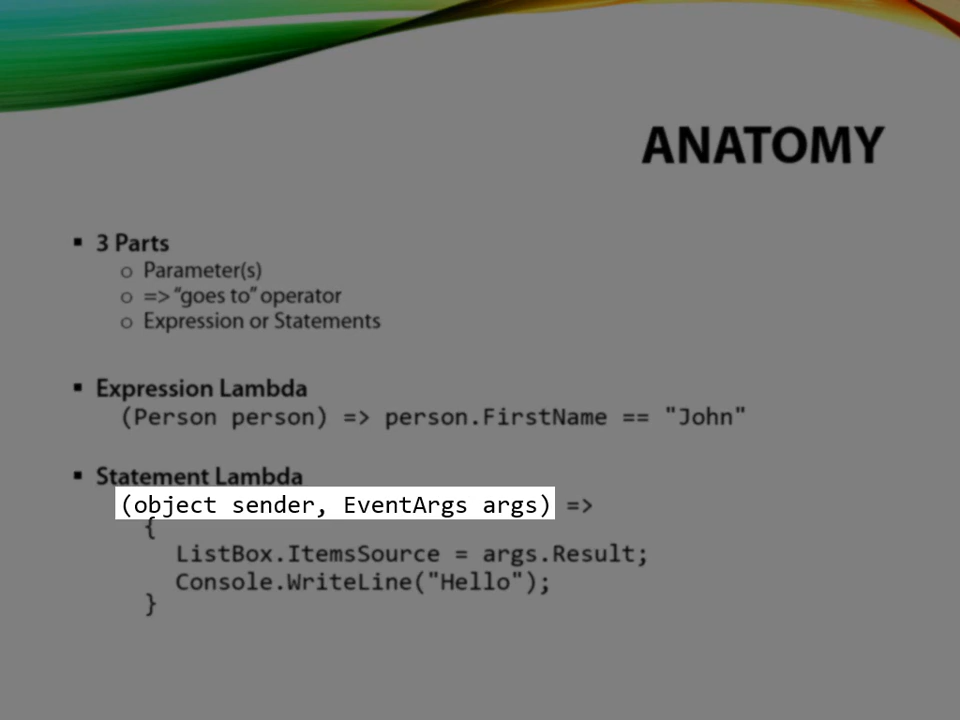 ANATOMY
▪ 3 Parts
o Parameter(s)
o => “goes to” operator
o Expression or Statements
▪ Expression Lambda
(Person person) => person.FirstName == "John"
▪ Statement Lambda
(object sender, EventArgs args) =>
{
ListBox.ItemsSource = args.Result;
Console.WriteLine("Hello");
}